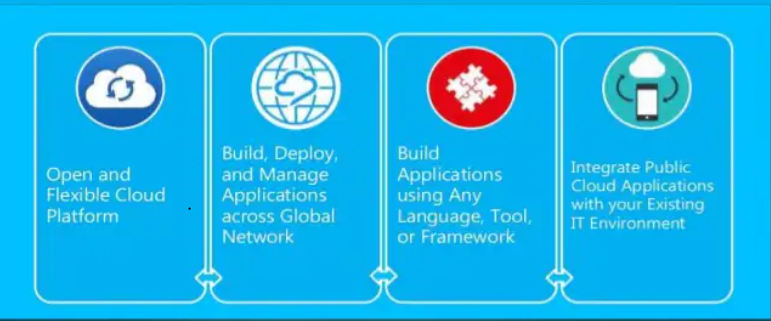 Open and
Flexible Cloud
Platform
Build, Deploy,
and Manage
Applications
across Global
Network
Build
Applications
using Any
Language, Tool,
or Framework
Integrate Public
Cloud Applications
with your Existing
IT Environment